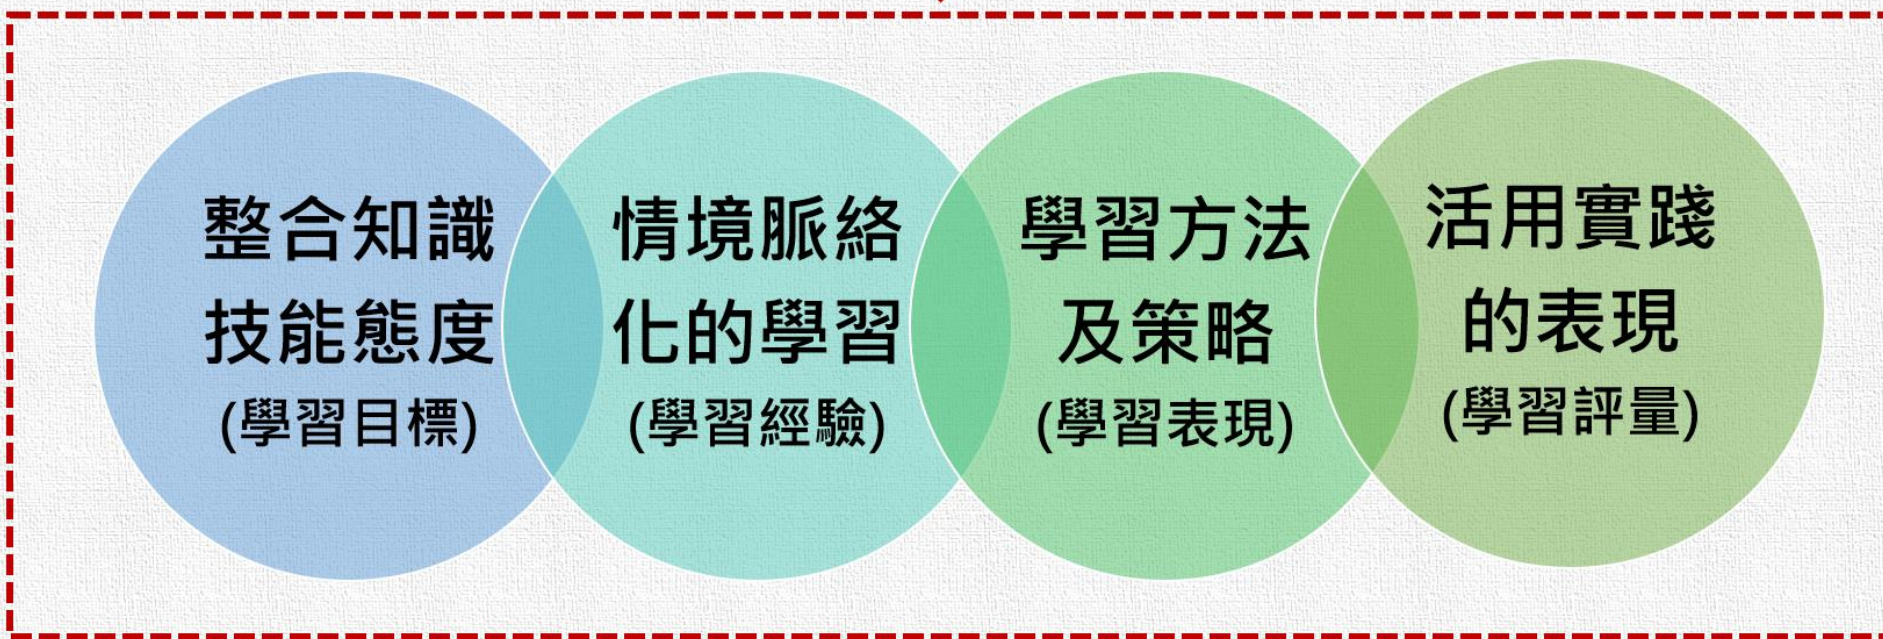 整合知識
技能態度
(學習目標)
情境脈絡
化的學習
(學習經驗)
學習方法
及策略
(學習表現)
活用實踐
的表現
(學習評量)